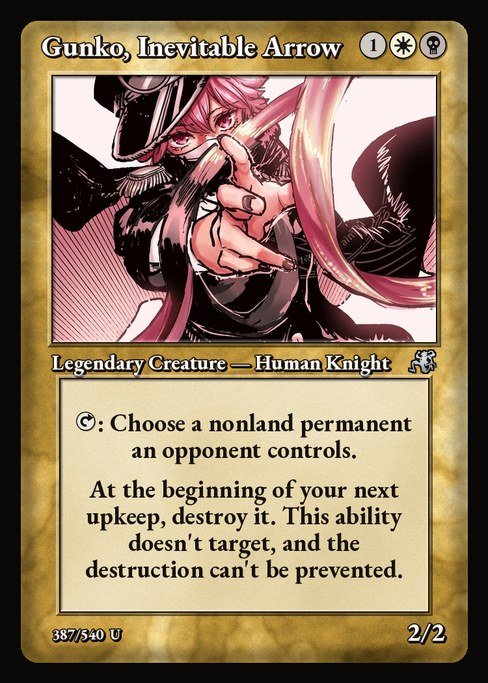 Gunko, Inevitable Arrow 1
Legendary Creature — Human Knight
: Choose a nonland permanent
an opponent controls.
At the beginning of your next
upkeep, destroy it. This ability
doesn't target, and the
destruction can't be prevented.
387/540 U 2/2